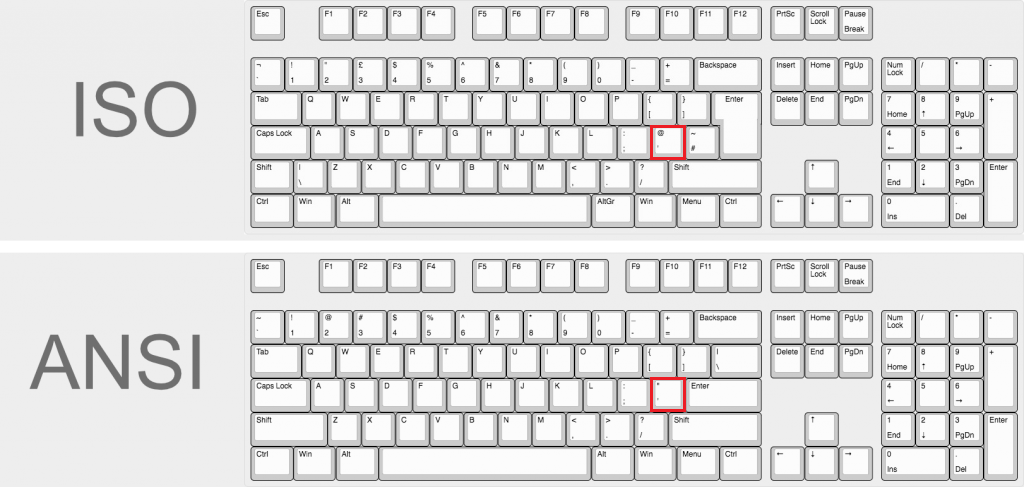 ISO
Esc F1 F2 F3 F4 F5 F6 F7 F8 F9 F10 F11 F12 PrtSc Scroll Lock Pause Break
¬ ` ! 1 " 2 £ 3 $ 4 % 5 ^ 6 & 7 * 8 ( 9 ) 0 _ - + = Backspace Insert Home PgUp Num Lock / * -
Tab Q W E R T Y U I O P { [ } ] Enter Delete End PgDn 7 Home 8 ↑ 9 PgUp +
Caps Lock A S D F G H J K L : ; @ ' ~ # 4 ← 5 6 →
Shift | \ Z X C V B N M < , > . ? / Shift ↑ 1 End 2 ↓ 3 PgDn Enter
Ctrl Win Alt AltGr Win Menu Ctrl ← ↓ → 0 Ins . Del
ANSI
Esc F1 F2 F3 F4 F5 F6 F7 F8 F9 F10 F11 F12 PrtSc Scroll Lock Pause Break
~ ` ! 1 @ 2 # 3 $ 4 % 5 ^ 6 & 7 * 8 ( 9 ) 0 _ - + = Backspace Insert Home PgUp Num Lock / * -
Tab Q W E R T Y U I O P { [ } ] | \ Delete End PgDn 7 Home 8 ↑ 9 PgUp +
Caps Lock A S D F G H J K L : ; " ' Enter 4 ← 5 6 →
Shift Z X C V B N M < , > . ? / Shift ↑ 1 End 2 ↓ 3 PgDn Enter
Ctrl Win Alt Alt Win Menu Ctrl ← ↓ → 0 Ins . Del